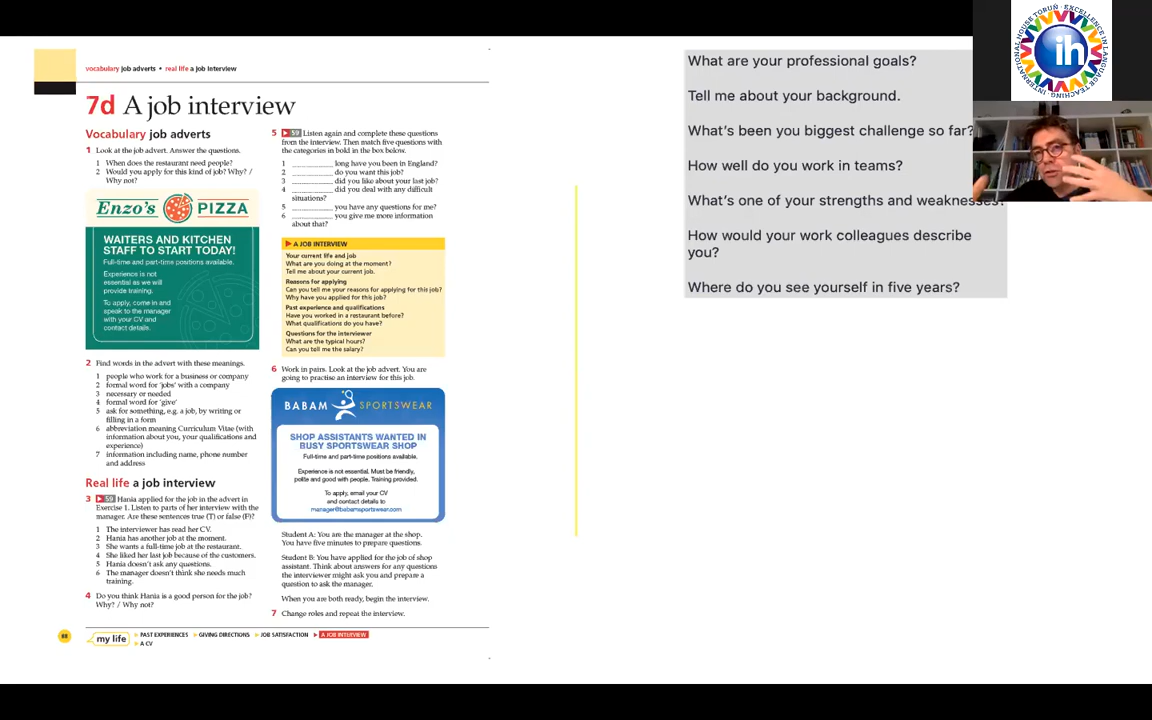 vocabulary job adverts • real life a job interview
7d A job interview
Vocabulary job adverts
1 Look at the job advert. Answer the questions.
1 When does the restaurant need people?
2 Would you apply for this kind of job? Why? /
Why not?
Enzo's PIZZA
WAITERS AND KITCHEN
STAFF TO START TODAY!
Full-time and part-time positions available.
Experience is not
essential as we will
provide training.
To apply, come in and
speak to the manager
with your CV and
contact details.
2 Find words in the advert with these meanings.
1 people who work for a business or company
2 formal word for 'jobs' with a company
3 necessary or needed
4 formal word for 'give'
5 ask for something, e.g. a job, by writing or
filling in a form
6 abbreviation meaning Curriculum Vitae (with
information about you, your qualifications and
experience)
7 information including name, phone number
and address
Real life a job interview
3 ▶ 59 Hania applied for the job in the advert in
Exercise 1. Listen to parts of her interview with the
manager. Are these sentences true (T) or false (F)?
1 The interviewer has read her CV.
2 Hania has another job at the moment.
3 She wants a full-time job at the restaurant.
4 She liked her last job because of the customers.
5 Hania doesn't ask any questions.
6 The manager doesn't think she needs much
training.
4 Do you think Hania is a good person for the job?
Why? / Why not?
5 ▶ 59 Listen again and complete these questions
from the interview. Then match five questions with
the categories in bold in the box below.
1 ________ long have you been in England?
2 ________ do you want this job?
3 ________ did you like about your last job?
4 ________ did you deal with any difficult
situations?
5 ________ you have any questions for me?
6 ________ you give me more information
about that?
▶ A JOB INTERVIEW
Your current life and job
What are you doing at the moment?
Tell me about your current job.
Reasons for applying
Can you tell me your reasons for applying for this job?
Why have you applied for this job?
Past experience and qualifications
Have you worked in a restaurant before?
What qualifications do you have?
Questions for the interviewer
What are the typical hours?
Can you tell me the salary?
6 Work in pairs. Look at the job advert. You are
going to practise an interview for this job.
BABAM SPORTSWEAR
SHOP ASSISTANTS WANTED IN
BUSY SPORTSWEAR SHOP
Full-time and part-time positions available.
Experience is not essential. Must be friendly,
polite and good with people. Training provided.
To apply, email your CV
and contact details to
manager@babamsportswear.com
Student A: You are the manager at the shop.
You have five minutes to prepare questions.
Student B: You have applied for the job of shop
assistant. Think about answers for any questions
the interviewer might ask you and prepare a
question to ask the manager.
When you are both ready, begin the interview.
7 Change roles and repeat the interview.
88
my life
▶ PAST EXPERIENCES ▶ GIVING DIRECTIONS ▶ JOB SATISFACTION ▶ A JOB INTERVIEW
▶ A CV
What are your professional goals?
Tell me about your background.
What's been you biggest challenge so far?
How well do you work in teams?
What's one of your strengths and weaknesses?
How would your work colleagues describe
you?
Where do you see yourself in five years?
INTERNATIONAL HOUSE TORUŃ • EXCELLENCE IN LANGUAGE TEACHING
ih